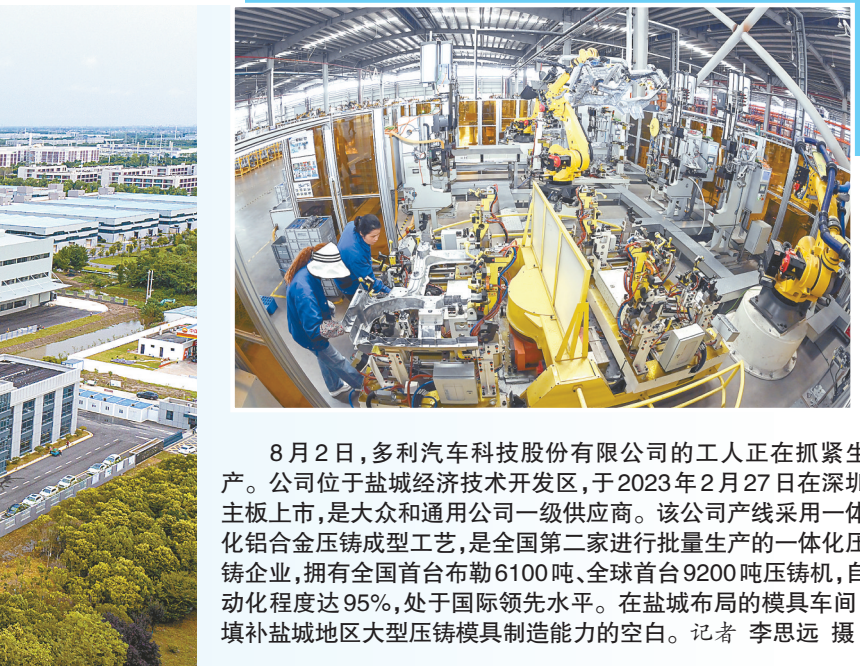 8月2日，多利汽车科技股份有限公司的工人正在抓紧生
产。公司位于盐城经济技术开发区，于2023年2月27日在深圳
主板上市，是大众和通用公司一级供应商。该公司产线采用一体
化铝合金压铸成型工艺，是全国第二家进行批量生产的一体化压
铸企业，拥有全国首台布勒6100吨、全球首台9200吨压铸机，自
动化程度达95%，处于国际领先水平。在盐城布局的模具车间
填补盐城地区大型压铸模具制造能力的空白。记者 李思远 摄